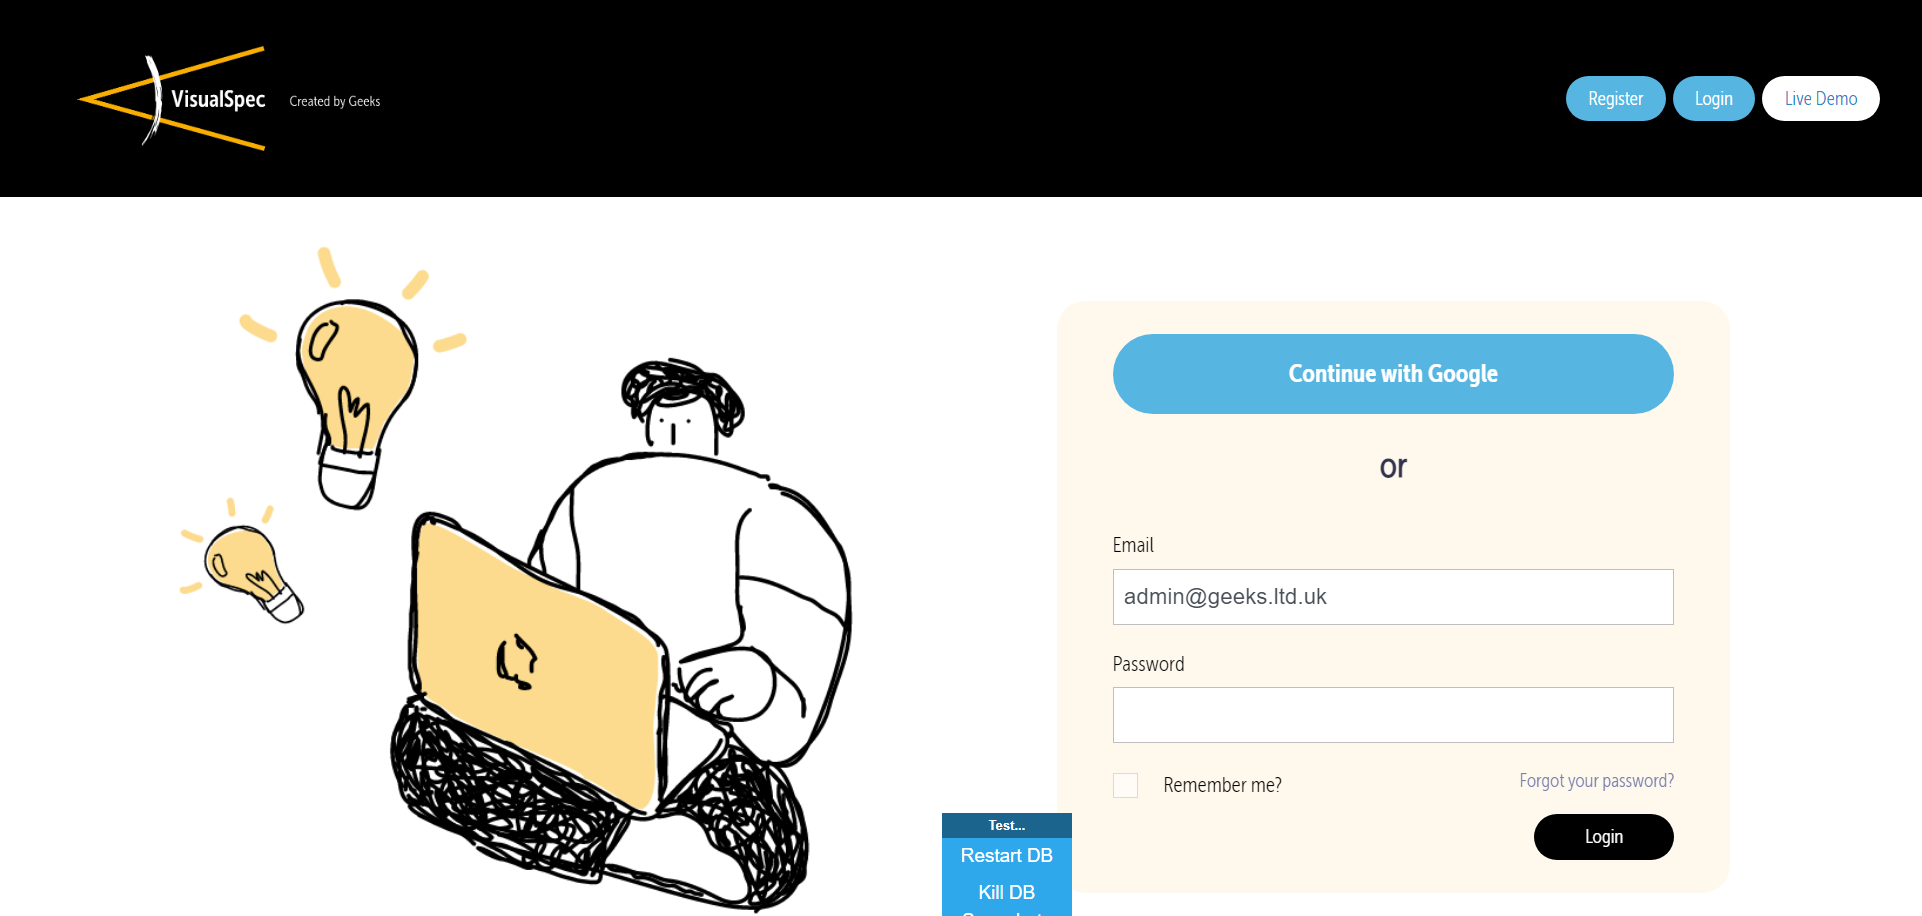 VisualSpec
Created by Geeks
Register
Login
Live Demo
Continue with Google
or
Email
admin@geeks.ltd.uk
Password
Remember me?
Forgot your password?
Login
Test...
Restart DB
Kill DB